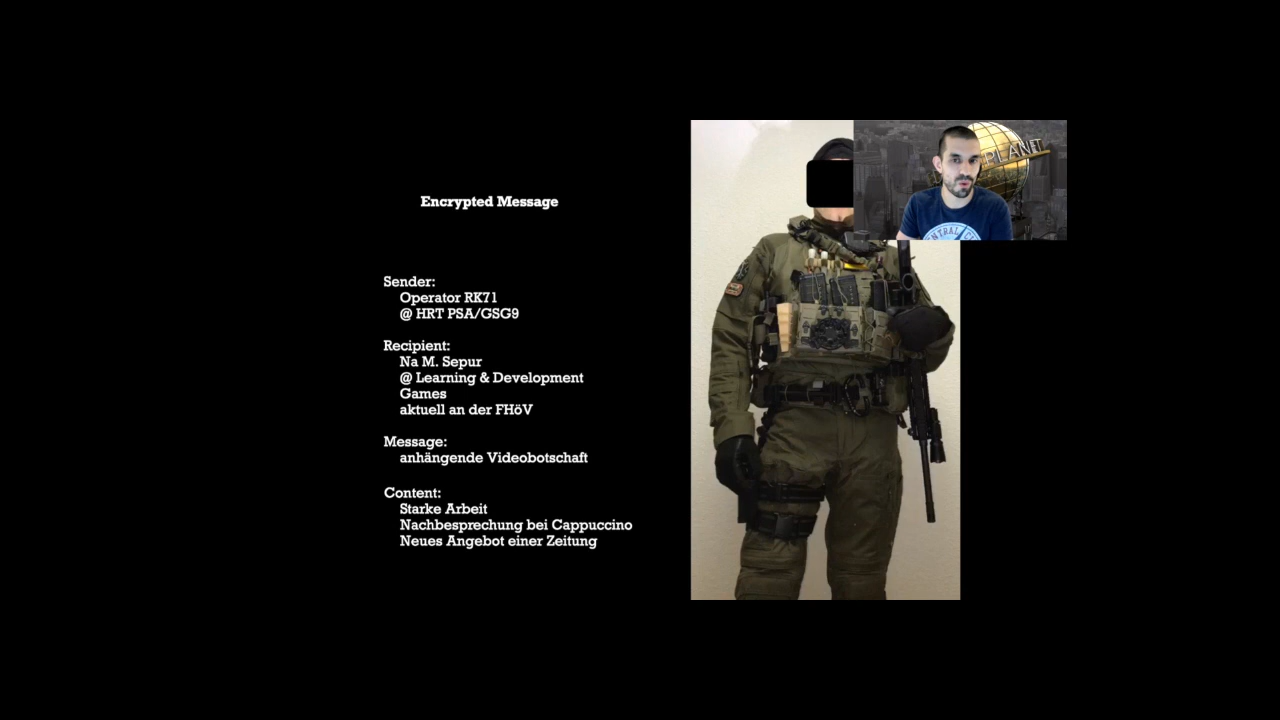 PLANET
Encrypted Message
Sender:
Operator RK71
@ HRT PSA/GSG9
Recipient:
Na M. Sepur
@ Learning & Development
Games
aktuell an der FHöV
Message:
anhängende Videobotschaft
Content:
Starke Arbeit
Nachbesprechung bei Cappuccino
Neues Angebot einer Zeitung